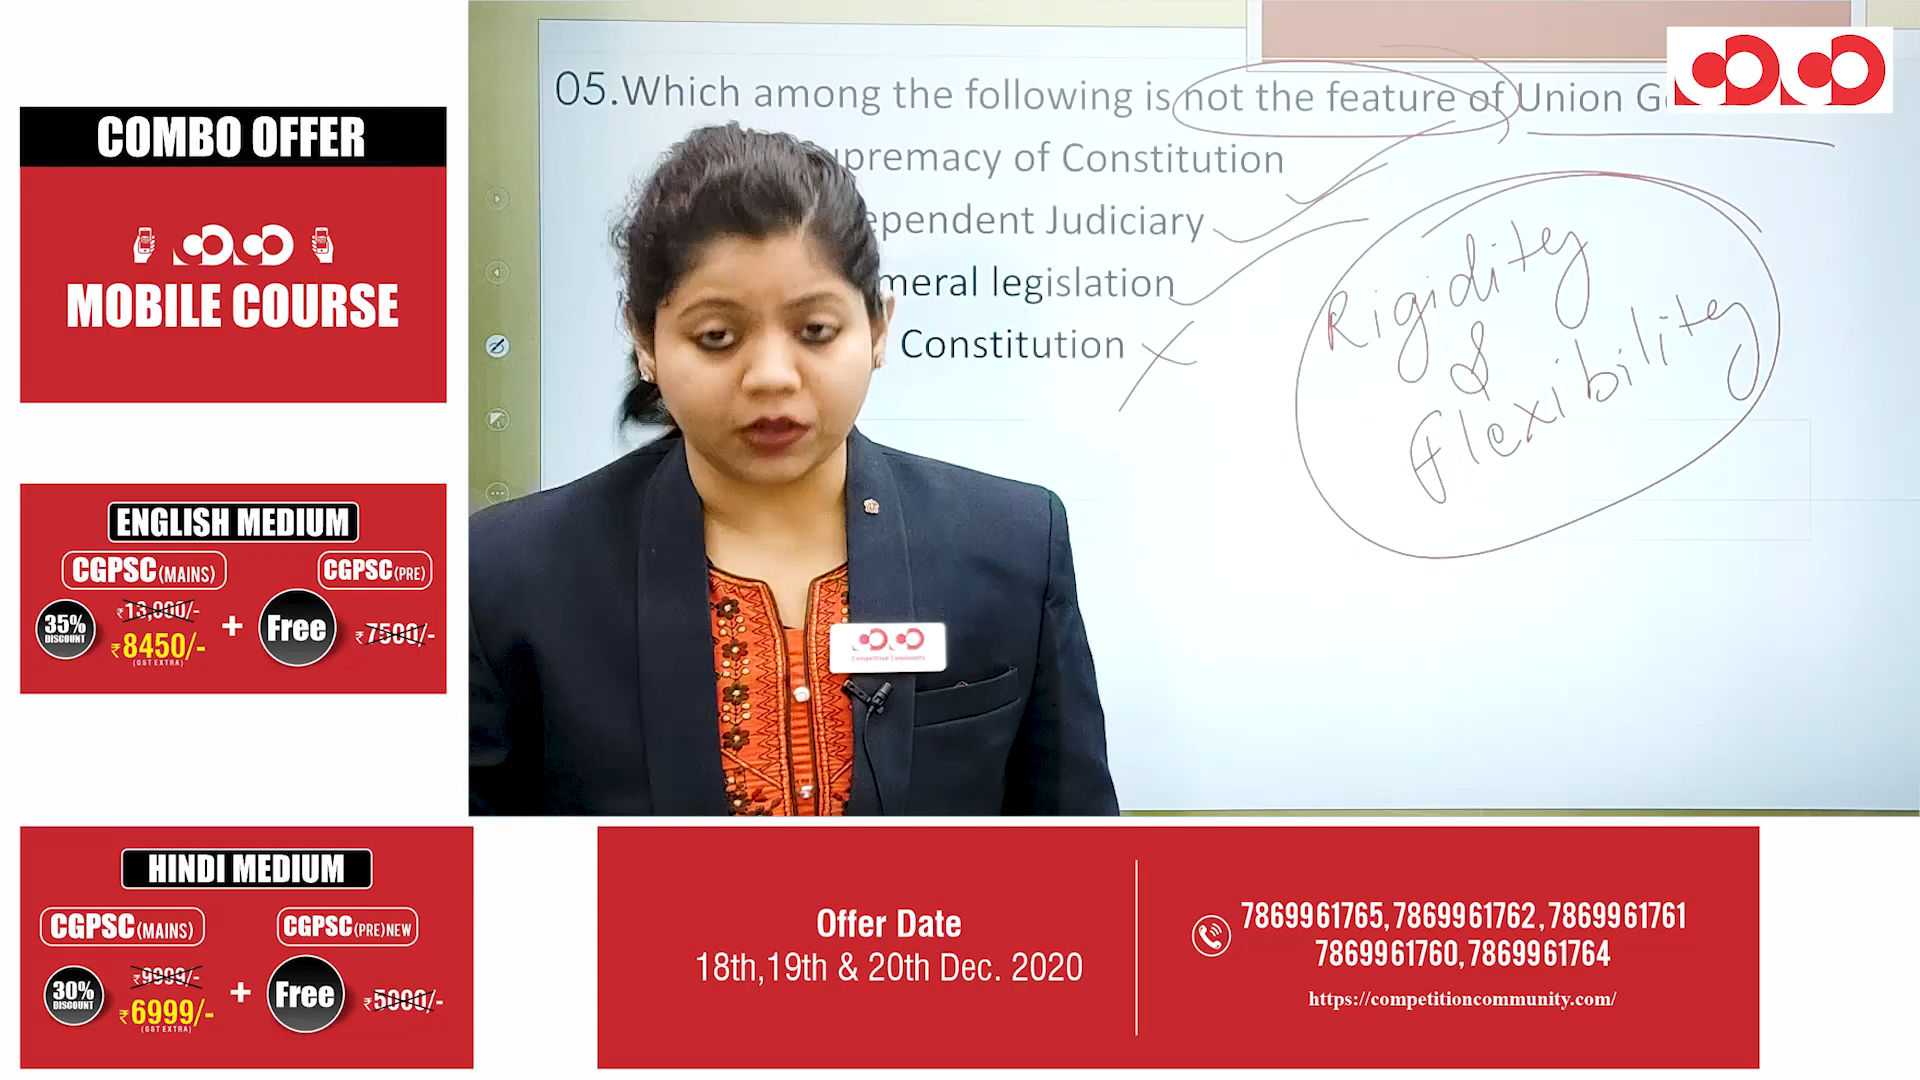 COMBO OFFER
MOBILE COURSE
ENGLISH MEDIUM
CGPSC (MAINS)
CGPSC (PRE)
35% DISCOUNT
₹13,000/-
₹8450/-
(GST EXTRA)
+
Free
₹7500/-
HINDI MEDIUM
CGPSC (MAINS)
CGPSC (PRE) NEW
30% DISCOUNT
₹9999/-
₹6999/-
(GST EXTRA)
+
Free
₹5000/-
05.Which among the following is not the feature of Union
of Constitution
Judiciary
legislation
Constitution
Rigidity
&
Flexibility
Competition Community
Offer Date
18th,19th & 20th Dec. 2020
7869961765, 7869961762, 7869961761
7869961760, 7869961764
https://competitioncommunity.com/